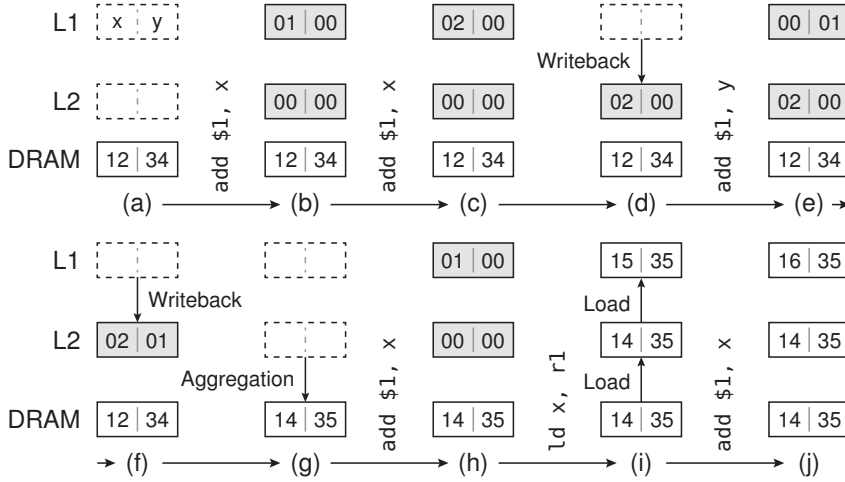 L1 x y 01 00 02 00 00 01
Writeback
L2 00 00 00 00 02 00 02 00
add $1, x add $1, x add $1, y
DRAM 12 34 12 34 12 34 12 34 12 34
(a) (b) (c) (d) (e)
L1 01 00 15 35 16 35
Writeback Load
L2 02 01 00 00 14 35 14 35
Aggregation Load
add $1, x ld x, r1 add $1, x
DRAM 12 34 14 35 14 35 14 35 14 35
(f) (g) (h) (i) (j)